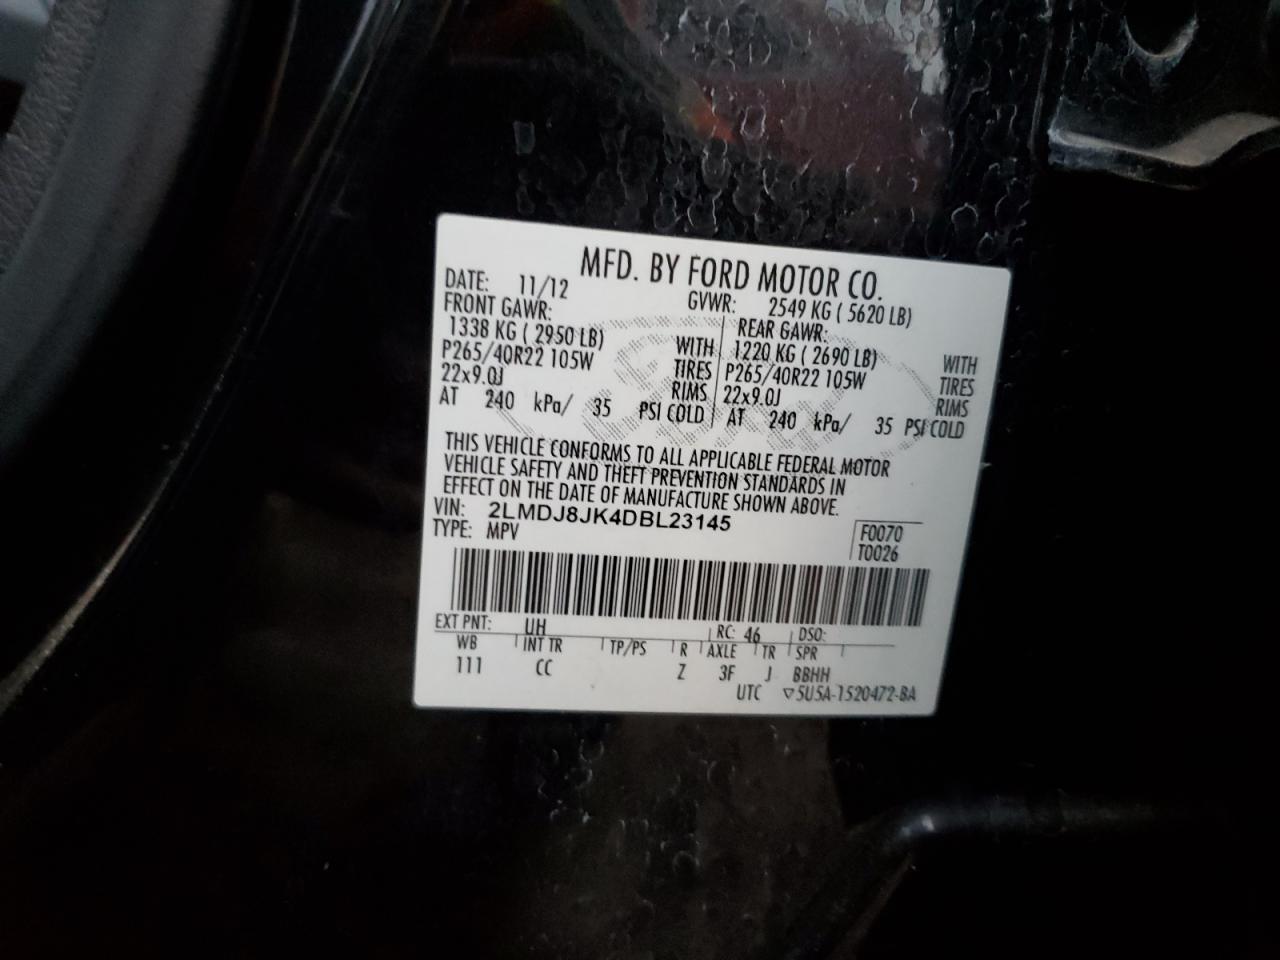 MFD. BY FORD MOTOR CO.
DATE: 11/12 GVWR: 2549 KG ( 5620 LB)
FRONT GAWR: REAR GAWR:
1338 KG ( 2950 LB) WITH 1220 KG ( 2690 LB) WITH
P265/40R22 105W TIRES P265/40R22 105W TIRES
22x9.0J RIMS 22x9.0J RIMS
AT 240 kPa/ 35 PSI COLD AT 240 kPa/ 35 PSI COLD
THIS VEHICLE CONFORMS TO ALL APPLICABLE FEDERAL MOTOR
VEHICLE SAFETY AND THEFT PREVENTION STANDARDS IN
EFFECT ON THE DATE OF MANUFACTURE SHOWN ABOVE.
VIN: 2LMDJ8JK4DBL23145
TYPE: MPV F0070
T0026
EXT PNT: UH RC: 46 DSO:
WB INT TR TP/PS R AXLE TR SPR
111 CC Z 3F J BBHH
UTC ▽5U5A-1520472-BA
Ford